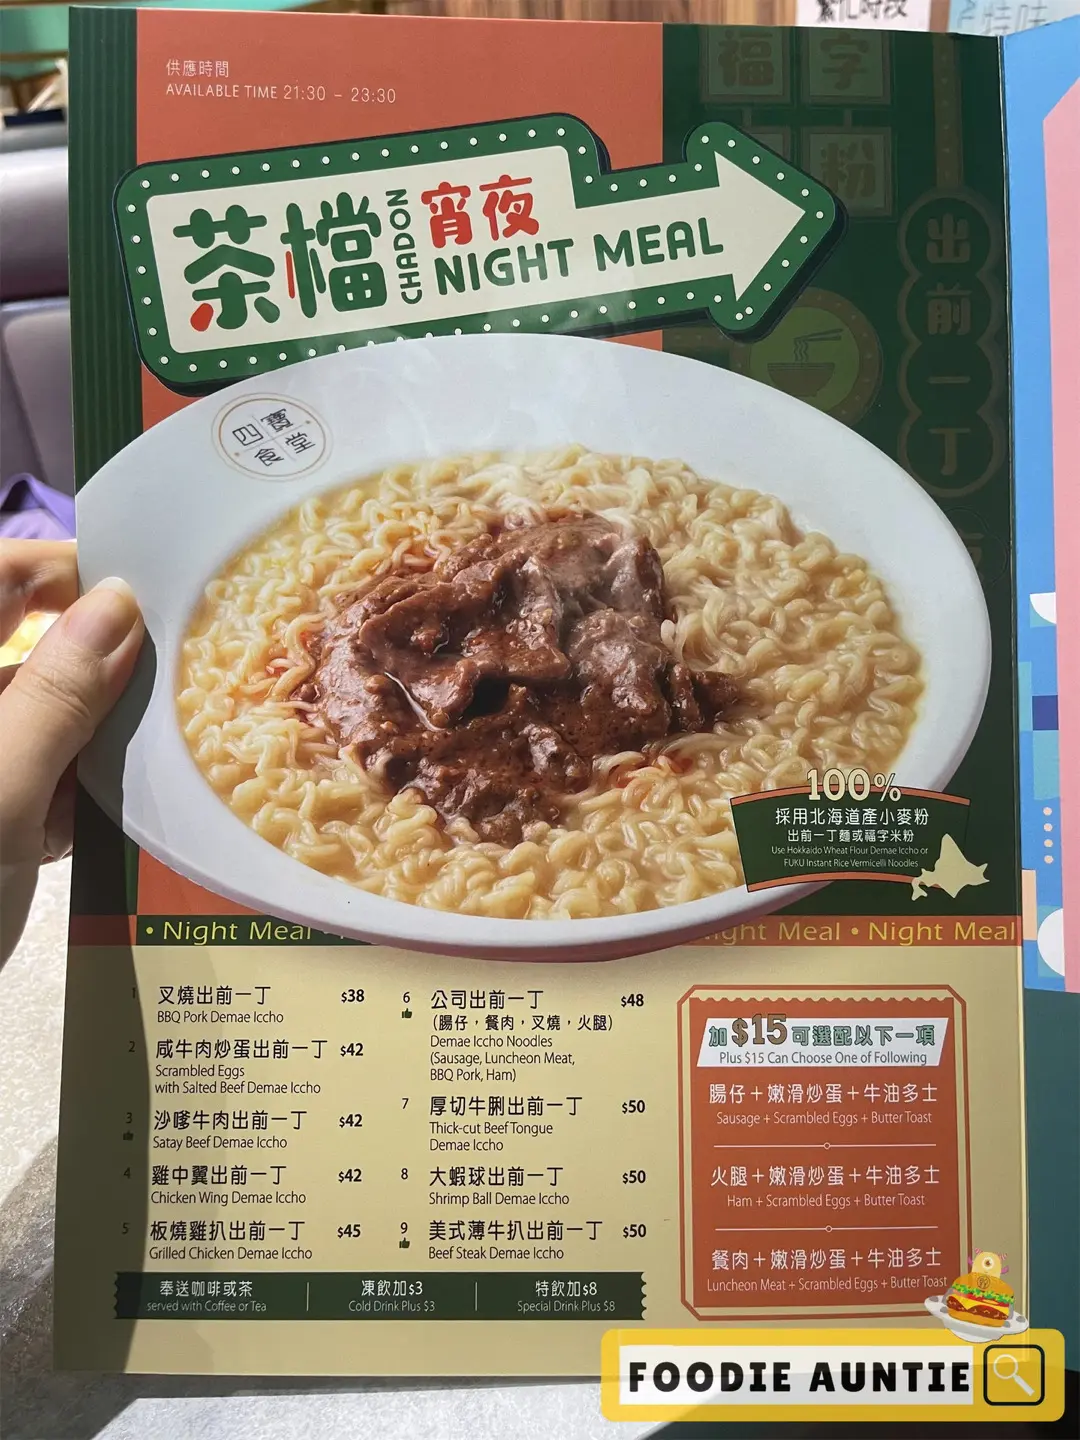 繁忙時段
供應時間
AVAILABLE TIME 21:30 – 23:30
福字
粉
茶檔
CHADON
宵夜
NIGHT MEAL
出前一丁
四寶
食堂
100%
採用北海道產小麥粉
出前一丁麵或福字米粉
Use Hokkaido Wheat Flour Demae Iccho or
FUKU Instant Rice Vermicelli Noodles
• Night Meal •
Night Meal • Night Meal
1 叉燒出前一丁 $38
BBQ Pork Demae Iccho
2 咸牛肉炒蛋出前一丁 $42
Scrambled Eggs
with Salted Beef Demae Iccho
3 沙嗲牛肉出前一丁 $42
Satay Beef Demae Iccho
4 雞中翼出前一丁 $42
Chicken Wing Demae Iccho
5 板燒雞扒出前一丁 $45
Grilled Chicken Demae Iccho
6 公司出前一丁 $48
(腸仔，餐肉，叉燒，火腿)
Demae Iccho Noodles
(Sausage, Luncheon Meat,
BBQ Pork, Ham)
7 厚切牛脷出前一丁 $50
Thick-cut Beef Tongue
Demae Iccho
8 大蝦球出前一丁 $50
Shrimp Ball Demae Iccho
9 美式薄牛扒出前一丁 $50
Beef Steak Demae Iccho
奉送咖啡或茶
served with Coffee or Tea
凍飲加$3
Cold Drink Plus $3
特飲加$8
Special Drink Plus $8
加$15可選配以下一項
Plus $15 Can Choose One of Following
腸仔＋嫩滑炒蛋＋牛油多士
Sausage + Scrambled Eggs + Butter Toast
火腿＋嫩滑炒蛋＋牛油多士
Ham + Scrambled Eggs + Butter Toast
餐肉＋嫩滑炒蛋＋牛油多士
Luncheon Meat + Scrambled Eggs + Butter Toast
FOODIE AUNTIE